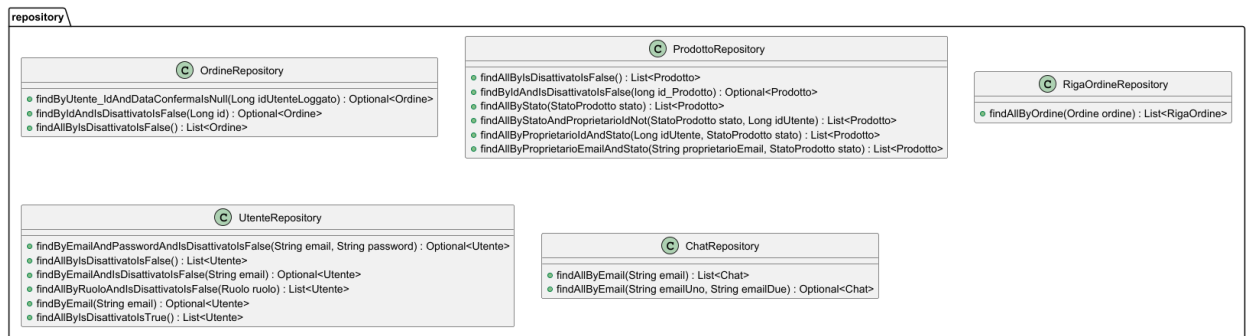 repository
C OrdineRepository
findByUtente_IdAndDataConfermaIsNull(Long idUtenteLoggato) : Optional<Ordine>
findByIdAndIsDisattivatoIsFalse(Long id) : Optional<Ordine>
findAllByIsDisattivatoIsFalse() : List<Ordine>
C ProdottoRepository
findAllByIsDisattivatoIsFalse() : List<Prodotto>
findByIdAndIsDisattivatoIsFalse(long id_Prodotto) : Optional<Prodotto>
findAllByStato(StatoProdotto stato) : List<Prodotto>
findAllByStatoAndProprietarioIdNot(StatoProdotto stato, Long idUtente) : List<Prodotto>
findAllByProprietarioIdAndStato(Long idUtente, StatoProdotto stato) : List<Prodotto>
findAllByProprietarioEmailAndStato(String proprietarioEmail, StatoProdotto stato) : List<Prodotto>
C RigaOrdineRepository
findAllByOrdine(Ordine ordine) : List<RigaOrdine>
C UtenteRepository
findByEmailAndPasswordAndIsDisattivatoIsFalse(String email, String password) : Optional<Utente>
findAllByIsDisattivatoIsFalse() : List<Utente>
findByEmailAndIsDisattivatoIsFalse(String email) : Optional<Utente>
findAllByRuoloAndIsDisattivatoIsFalse(Ruolo ruolo) : List<Utente>
findByEmail(String email) : Optional<Utente>
findAllByIsDisattivatoIsTrue() : List<Utente>
C ChatRepository
findAllByEmail(String email) : List<Chat>
findAllByEmail(String emailUno, String emailDue) : Optional<Chat>